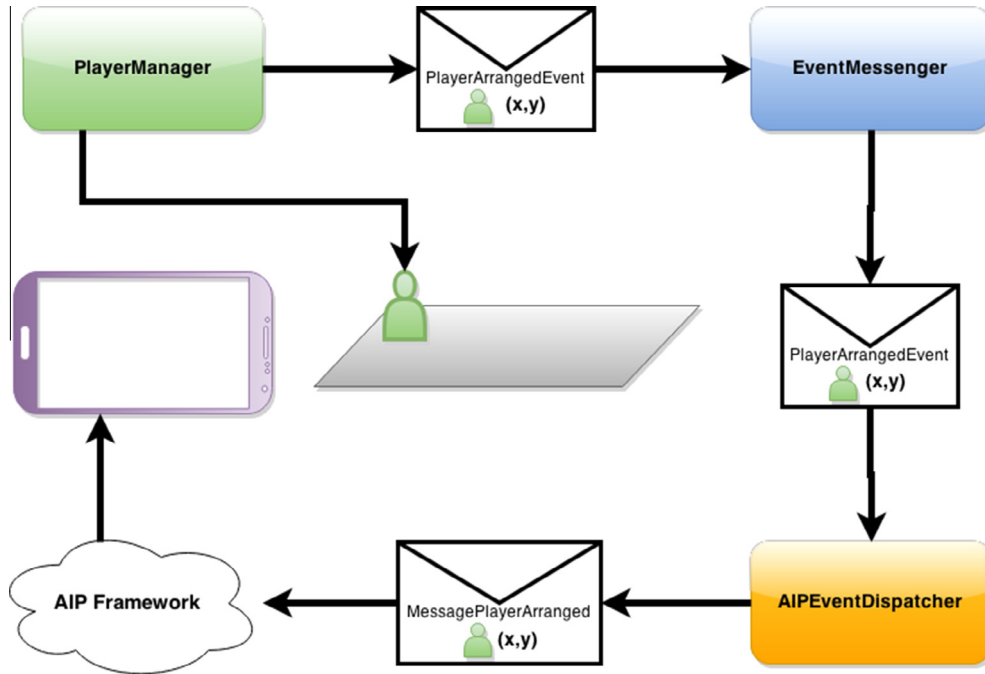 PlayerManager
PlayerArrangedEvent
(x,y)
EventMessenger
PlayerArrangedEvent
(x,y)
AIP Framework
MessagePlayerArranged
(x,y)
AIPEventDispatcher